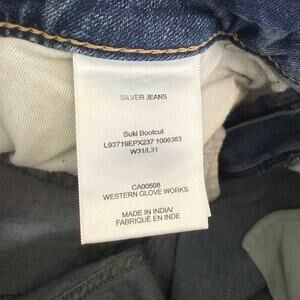 SILVER JEANS
Suki Bootcut
L93719EPX237 1006383
W31/L31
CA00508
WESTERN GLOVE WORKS
MADE IN INDIA/
FABRIQUÉ EN INDE